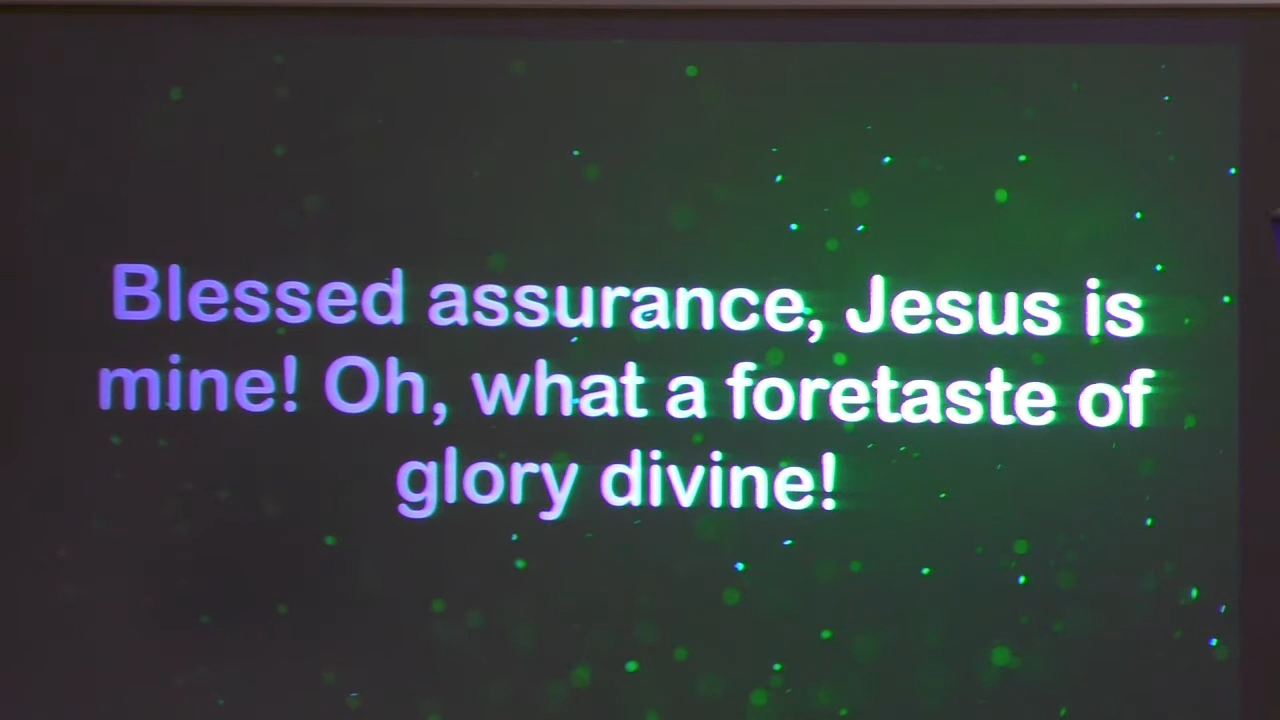 Blessed assurance, Jesus is
mine! Oh, what a foretaste of
glory divine!